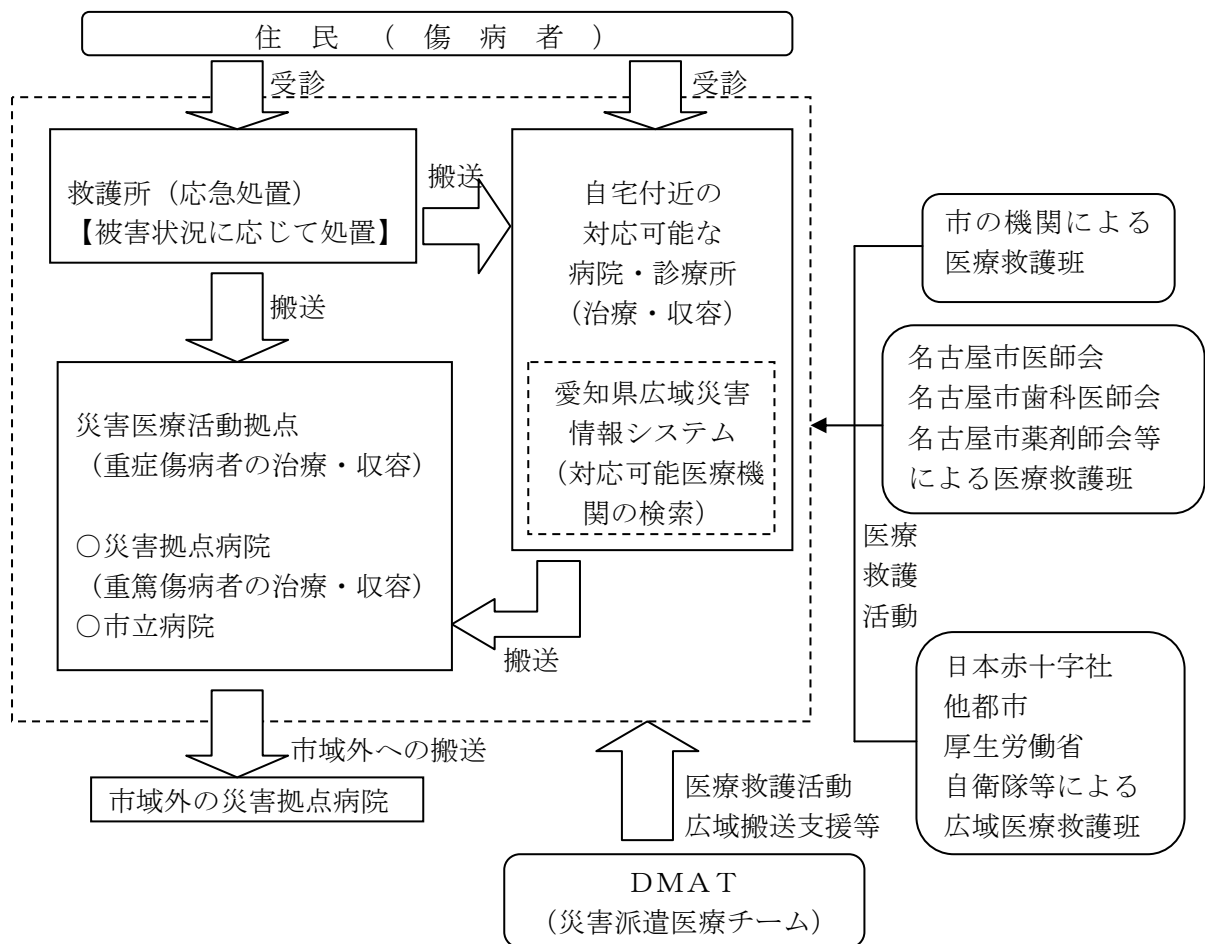 住 民 （ 傷 病 者 ）
受診
受診
救護所（応急処置）
【被害状況に応じて処置】
搬送
自宅付近の
対応可能な
病院・診療所
（治療・収容）
愛知県広域災害
情報システム
（対応可能医療機
関の検索）
搬送
災害医療活動拠点
（重症傷病者の治療・収容）
○災害拠点病院
（重篤傷病者の治療・収容）
○市立病院
搬送
市域外への搬送
市域外の災害拠点病院
市の機関による
医療救護班
名古屋市医師会
名古屋市歯科医師会
名古屋市薬剤師会等
による医療救護班
医療
救護
活動
日本赤十字社
他都市
厚生労働省
自衛隊等による
広域医療救護班
医療救護活動
広域搬送支援等
ＤＭＡＴ
（災害派遣医療チーム）